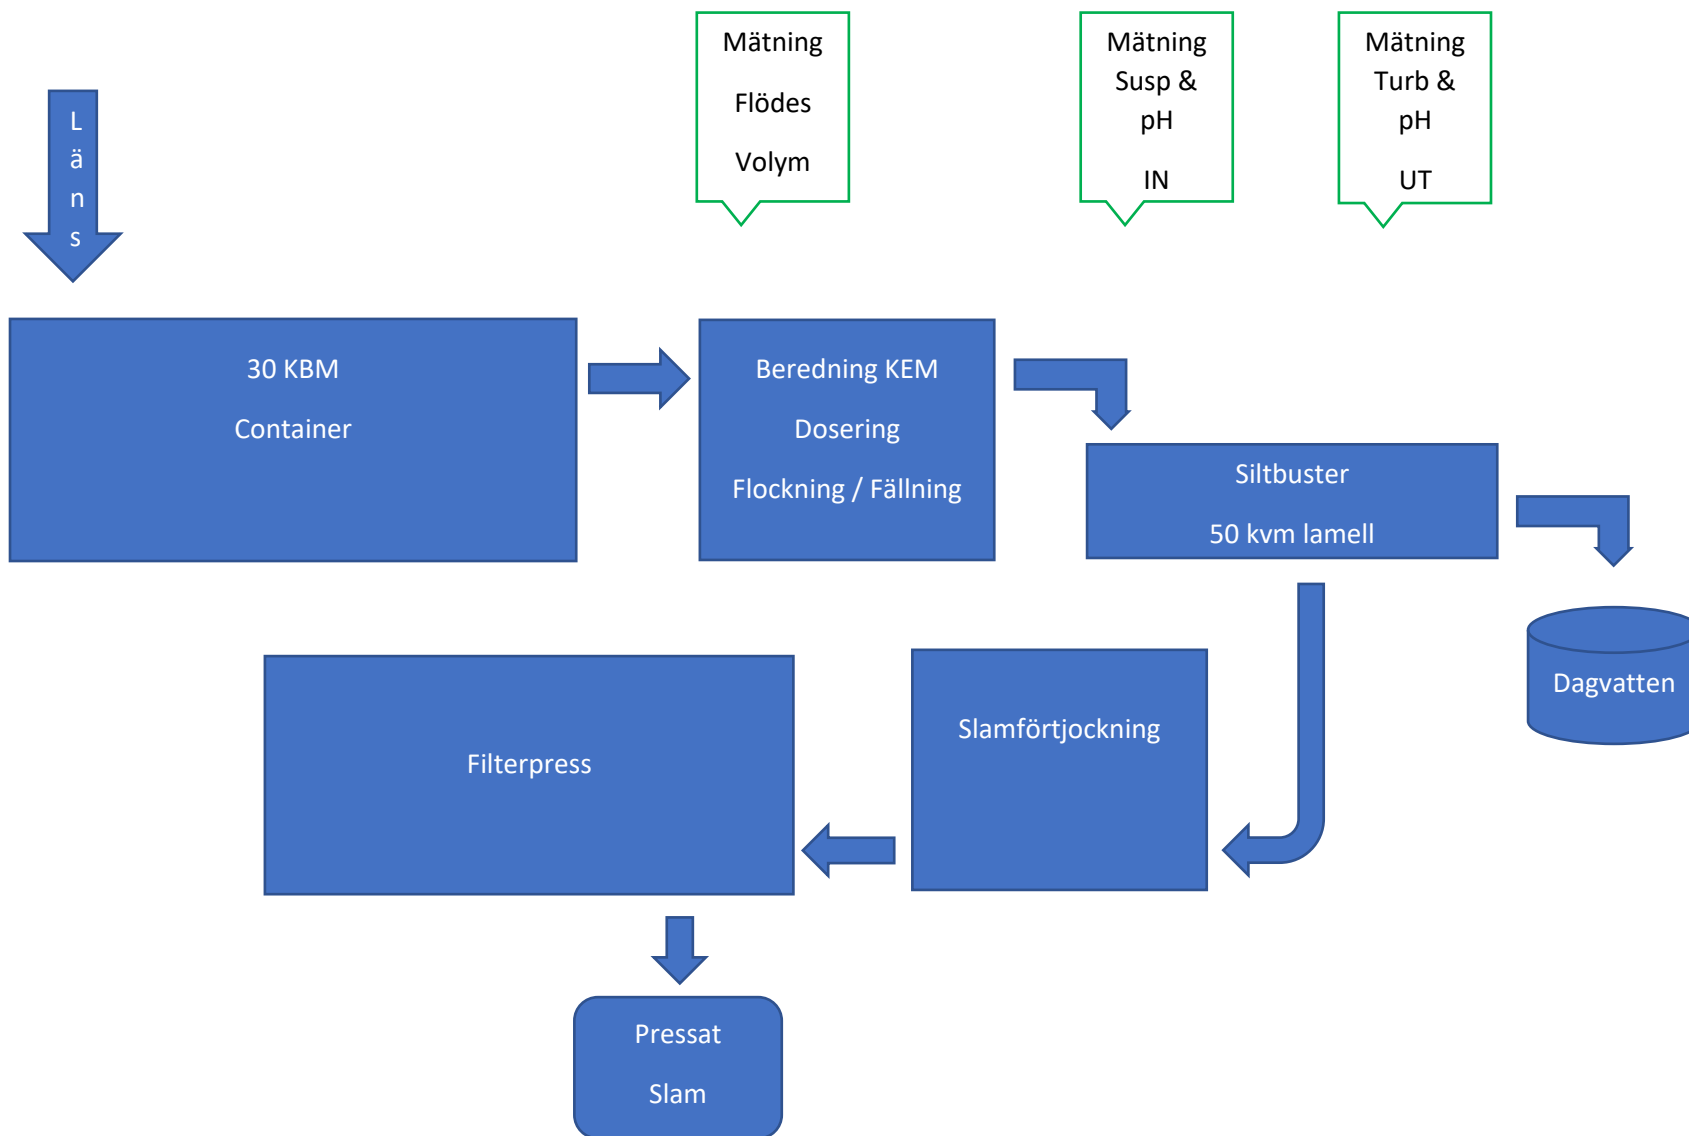 Mätning
Flödes
Volym
Mätning
Susp &
pH
IN
Mätning
Turb &
pH
UT
L
ä
n
s
30 KBM
Container
Beredning KEM
Dosering
Flockning / Fällning
Siltbuster
50 kvm lamell
Dagvatten
Slamförtjockning
Filterpress
Pressat
Slam